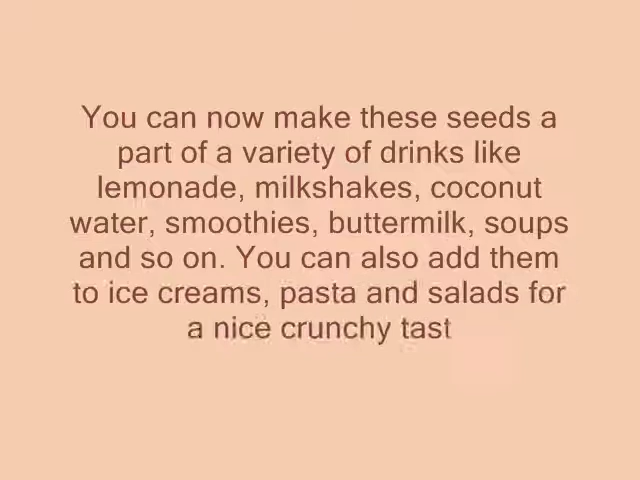 You can now make these seeds a
part of a variety of drinks like
lemonade, milkshakes, coconut
water, smoothies, buttermilk, soups
and so on. You can also add them
to ice creams, pasta and salads for
a nice crunchy tast